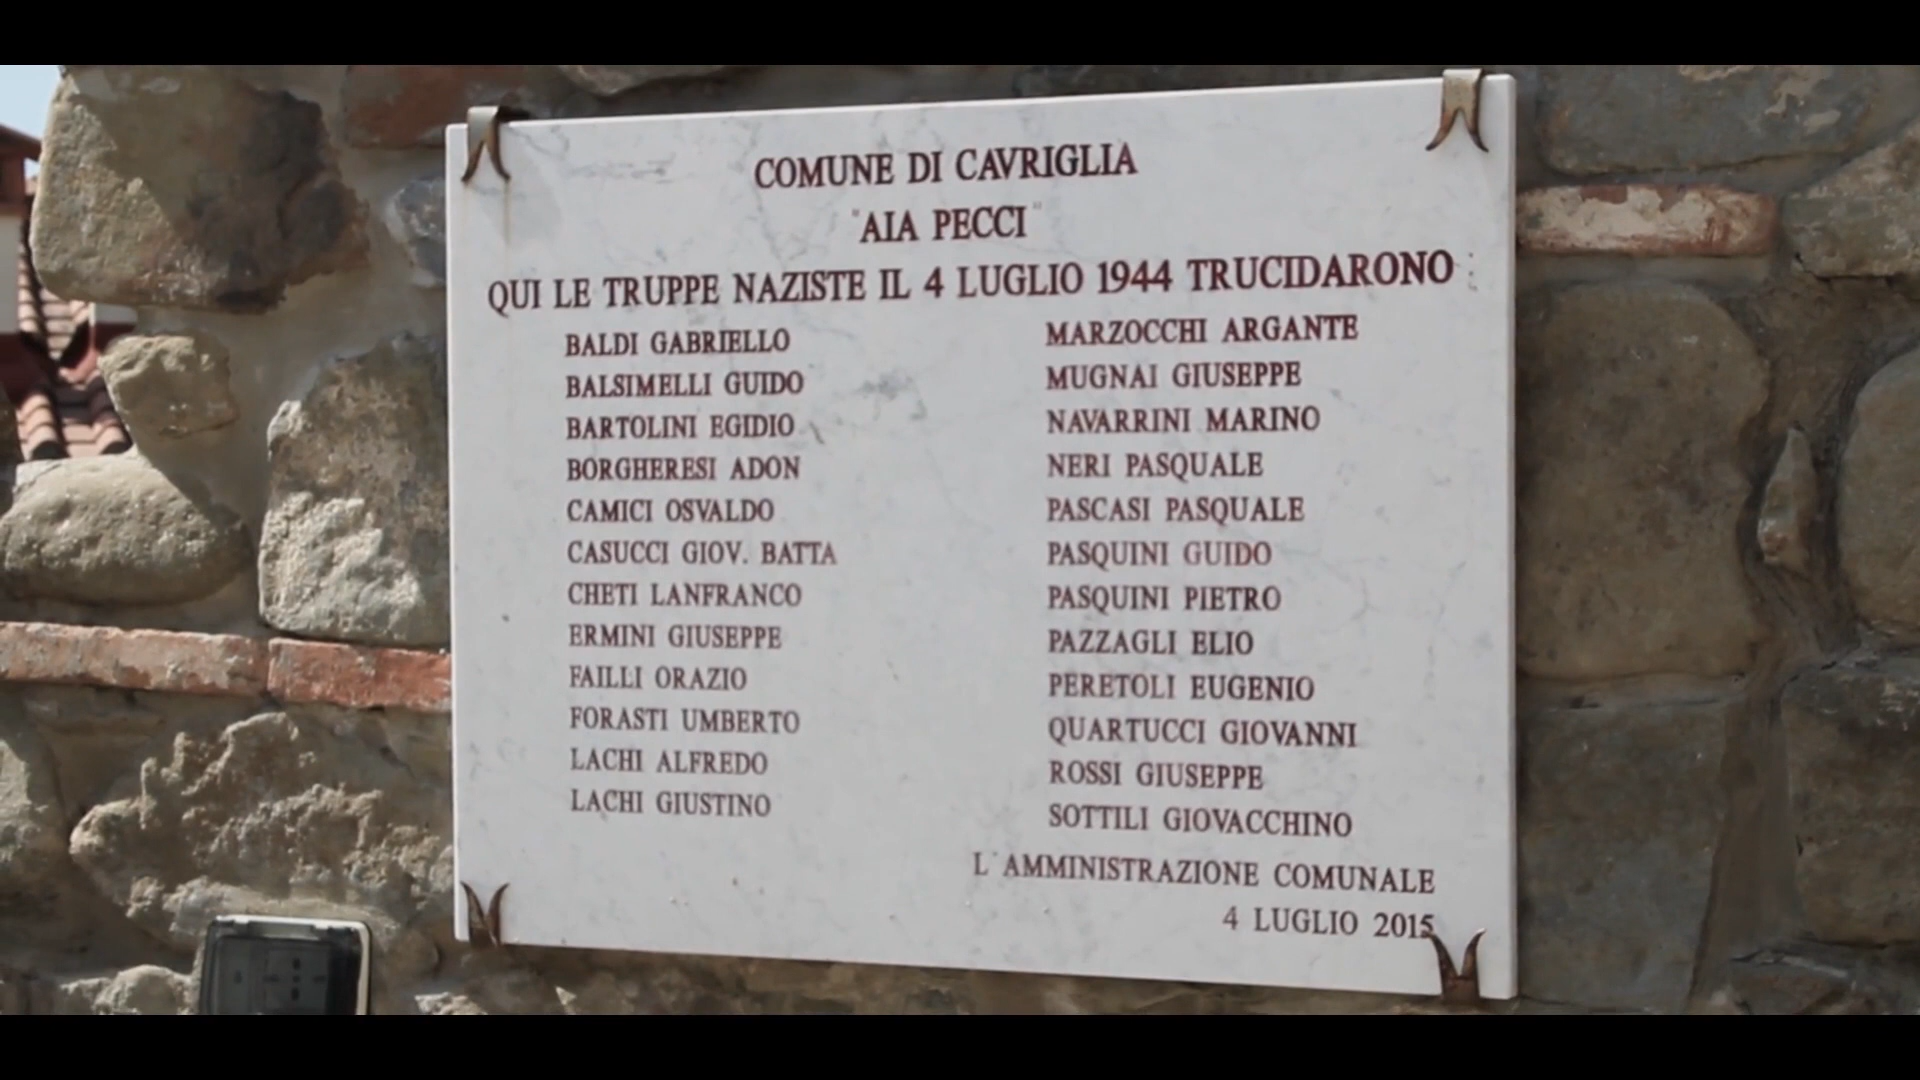 COMUNE DI CAVRIGLIA
"AIA PECCI"
QUI LE TRUPPE NAZISTE IL 4 LUGLIO 1944 TRUCIDARONO :
BALDI GABRIELLO
BALSIMELLI GUIDO
BARTOLINI EGIDIO
BORGHERESI ADON
CAMICI OSVALDO
CASUCCI GIOV. BATTA
CHETI LANFRANCO
ERMINI GIUSEPPE
FAILLI ORAZIO
FORASTI UMBERTO
LACHI ALFREDO
LACHI GIUSTINO
MARZOCCHI ARGANTE
MUGNAI GIUSEPPE
NAVARRINI MARINO
NERI PASQUALE
PASCASI PASQUALE
PASQUINI GUIDO
PASQUINI PIETRO
PAZZAGLI ELIO
PERETOLI EUGENIO
QUARTUCCI GIOVANNI
ROSSI GIUSEPPE
SOTTILI GIOVACCHINO
L'AMMINISTRAZIONE COMUNALE
4 LUGLIO 2015